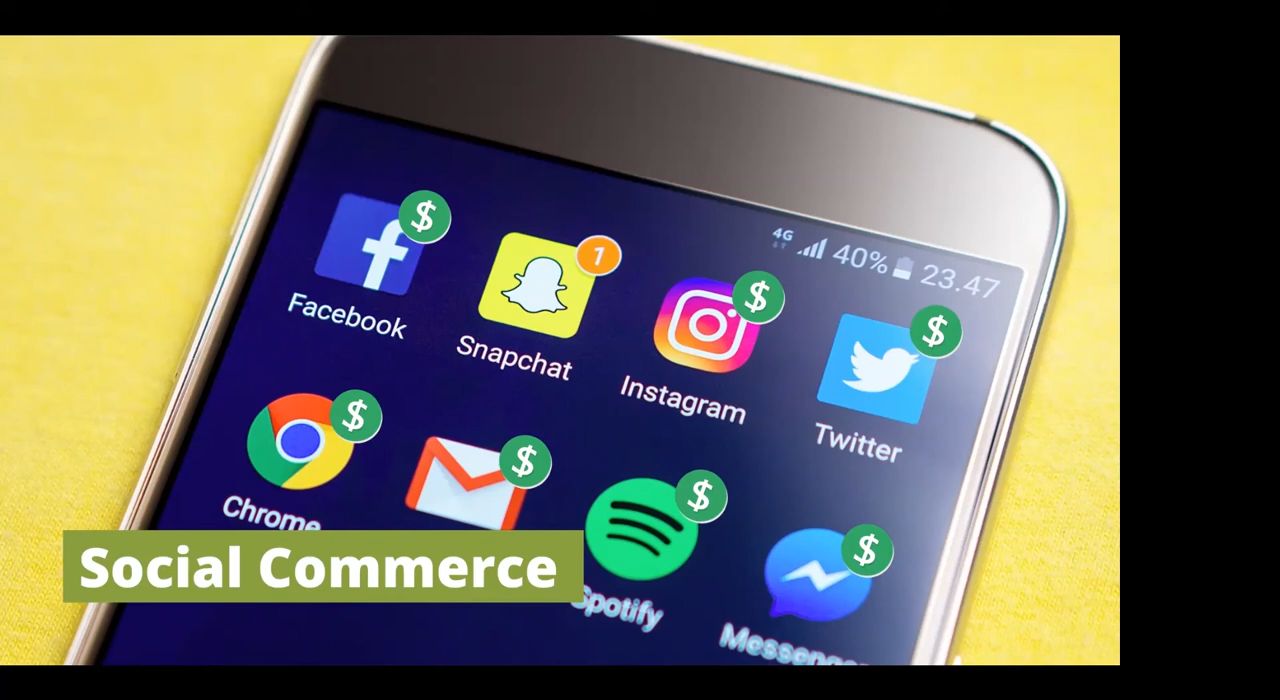 4G 40% 23.47
$
Facebook
1
Snapchat
$
Instagram
$
Twitter
$
Chrome
$
$
Spotify
$
Messenger
Social Commerce